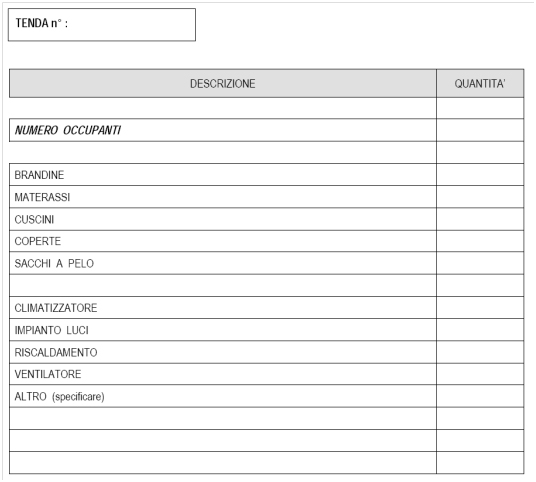 TENDA n° :
DESCRIZIONE QUANTITA'
NUMERO OCCUPANTI
BRANDINE
MATERASSI
CUSCINI
COPERTE
SACCHI A PELO
CLIMATIZZATORE
IMPIANTO LUCI
RISCALDAMENTO
VENTILATORE
ALTRO (specificare)